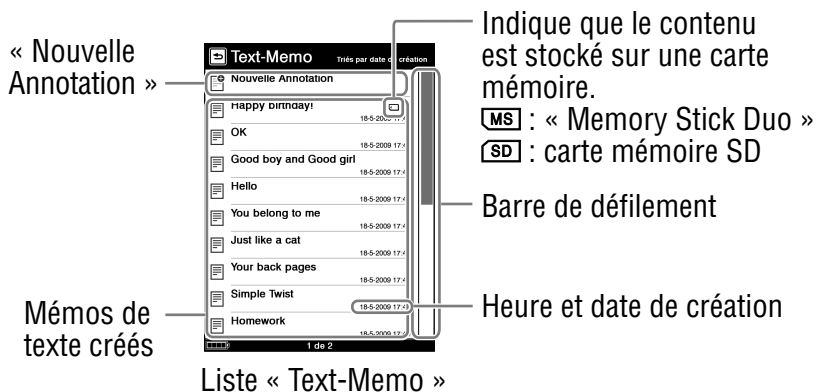 « Nouvelle
Annotation »
Text-Memo Triés par date de création
Nouvelle Annotation
Happy birthday!
18-5-2009 17:4
OK
18-5-2009 17:4
Good boy and Good girl
18-5-2009 17:4
Hello
18-5-2009 17:4
You belong to me
18-5-2009 17:4
Just like a cat
18-5-2009 17:4
Your back pages
18-5-2009 17:4
Simple Twist
18-5-2009 17:49
Homework
18-5-2009 17:4
1 de 2
Mémos de
texte créés
Indique que le contenu
est stocké sur une carte
mémoire.
MS : « Memory Stick Duo »
SD : carte mémoire SD
Barre de défilement
Heure et date de création
Liste « Text-Memo »